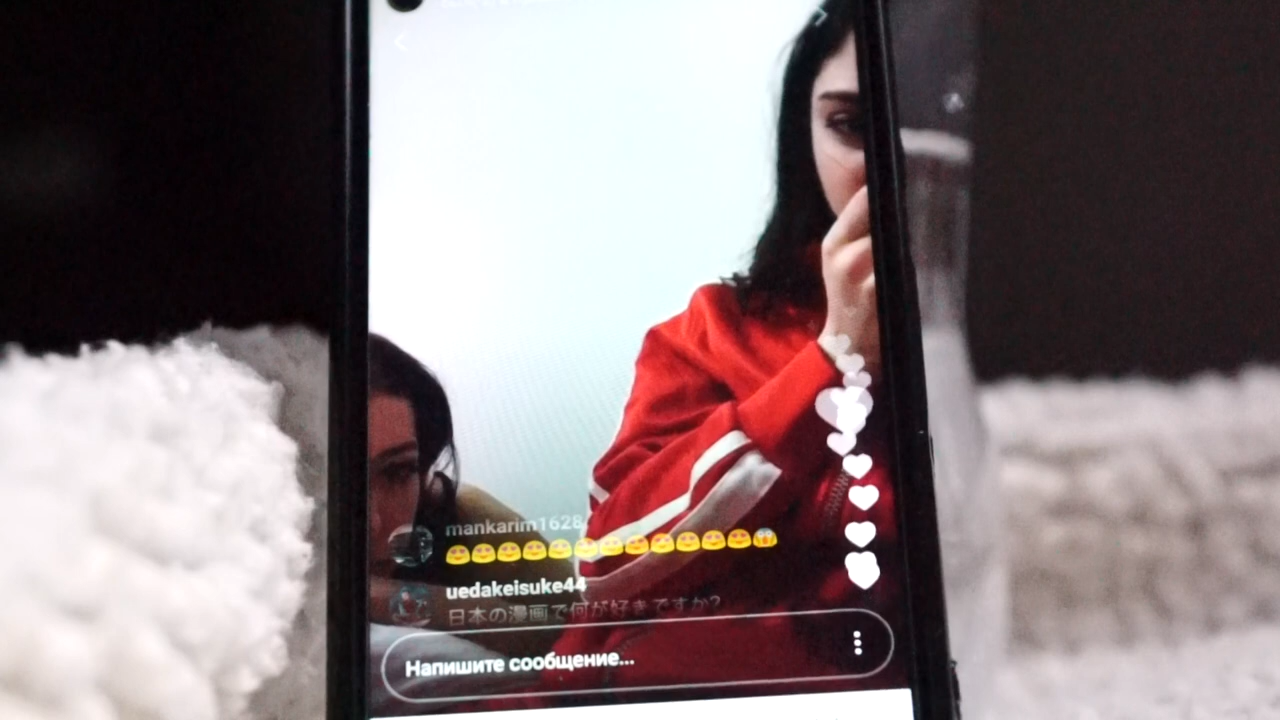 mankarim1628
😍😍😍😍😍😍😍😍😍😍😍😍😱
uedakeisuke44
日本の漫画で何が好きですか?
Напишите сообщение...